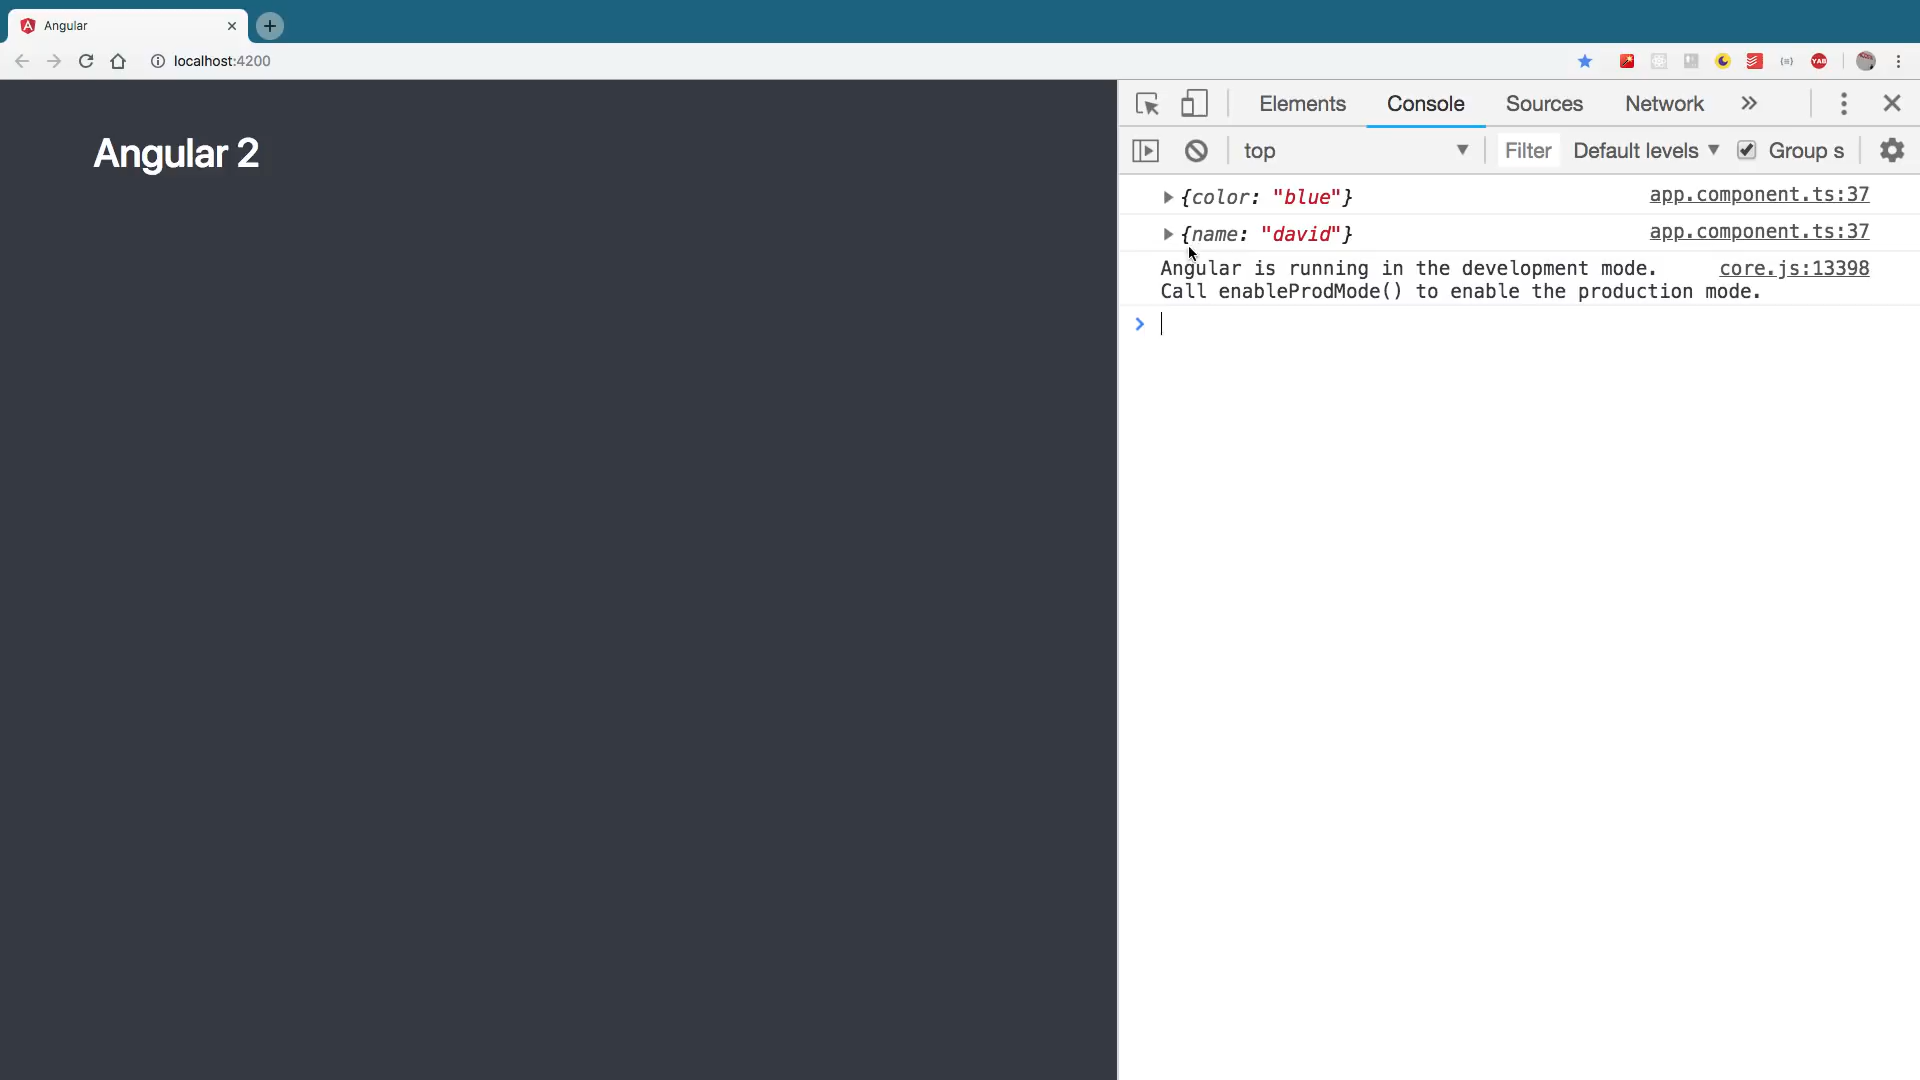 Angular
localhost:4200
YAB
Angular 2
Elements Console Sources Network
top Filter Default levels Group s
{color: "blue"} app.component.ts:37
{name: "david"} app.component.ts:37
Angular is running in the development mode. core.js:13398
Call enableProdMode() to enable the production mode.